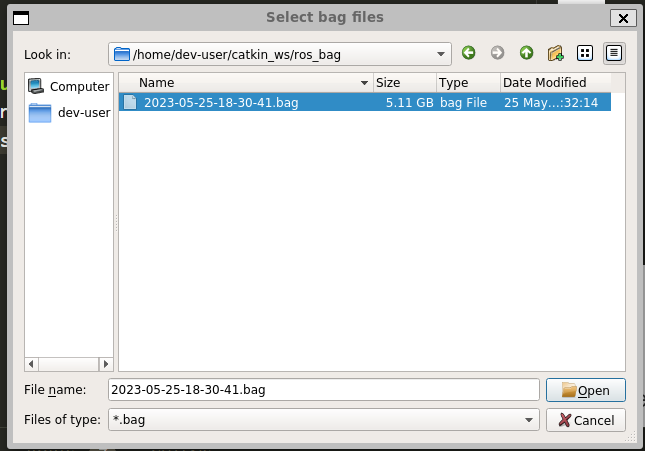 Select bag files
Look in: /home/dev-user/catkin_ws/ros_bag
Computer
dev-user
Name Size Type Date Modified
2023-05-25-18-30-41.bag 5.11 GB bag File 25 May...:32:14
File name: 2023-05-25-18-30-41.bag Open
Files of type: *.bag Cancel